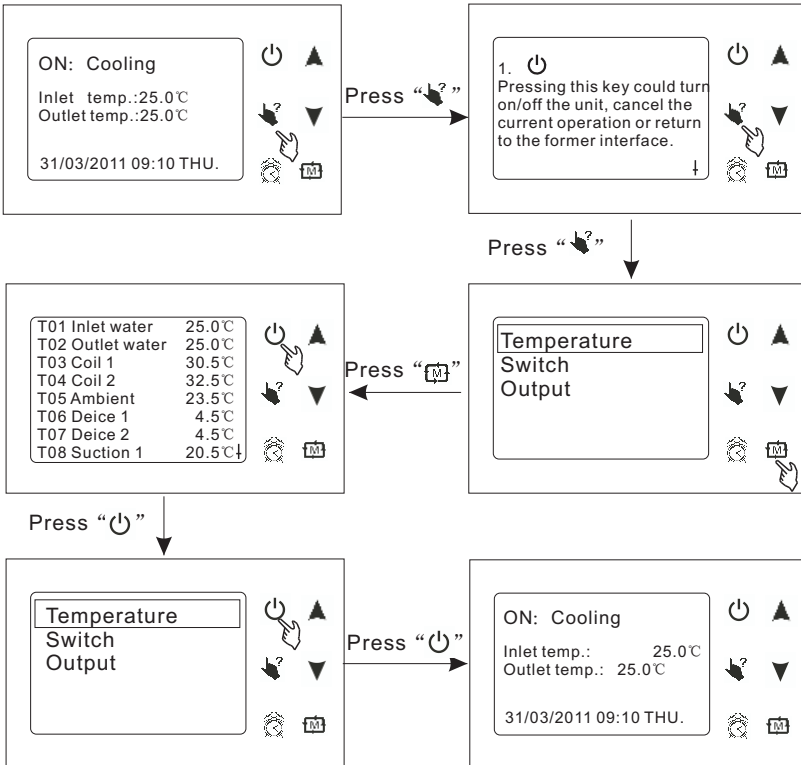 ON: Cooling
Inlet temp.:25.0℃
Outlet temp.:25.0℃
31/03/2011 09:10 THU.
?
M
Press “?”
1.
Pressing this key could turn
on/off the unit, cancel the
current operation or return
to the former interface.
?
M
Press “?”
T01 Inlet water 25.0℃
T02 Outlet water 25.0℃
T03 Coil 1 30.5℃
T04 Coil 2 32.5℃
T05 Ambient 23.5℃
T06 Deice 1 4.5℃
T07 Deice 2 4.5℃
T08 Suction 1 20.5℃
?
M
Press “M”
Temperature
Switch
Output
?
M
Press “ ”
Temperature
Switch
Output
?
M
Press “ ”
ON: Cooling
Inlet temp.: 25.0℃
Outlet temp.: 25.0℃
31/03/2011 09:10 THU.
?
M